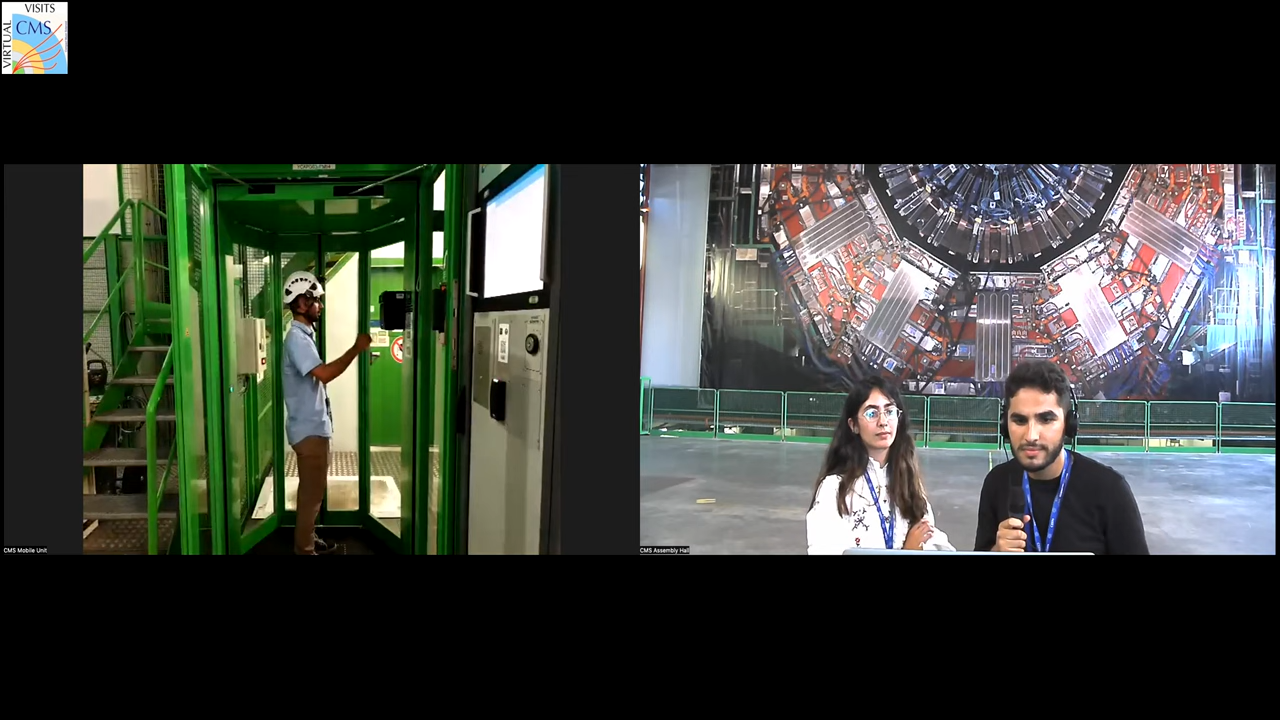 VISITS
VIRTUAL
CMS
CMS Mobile Unit
CMS Assembly Hall